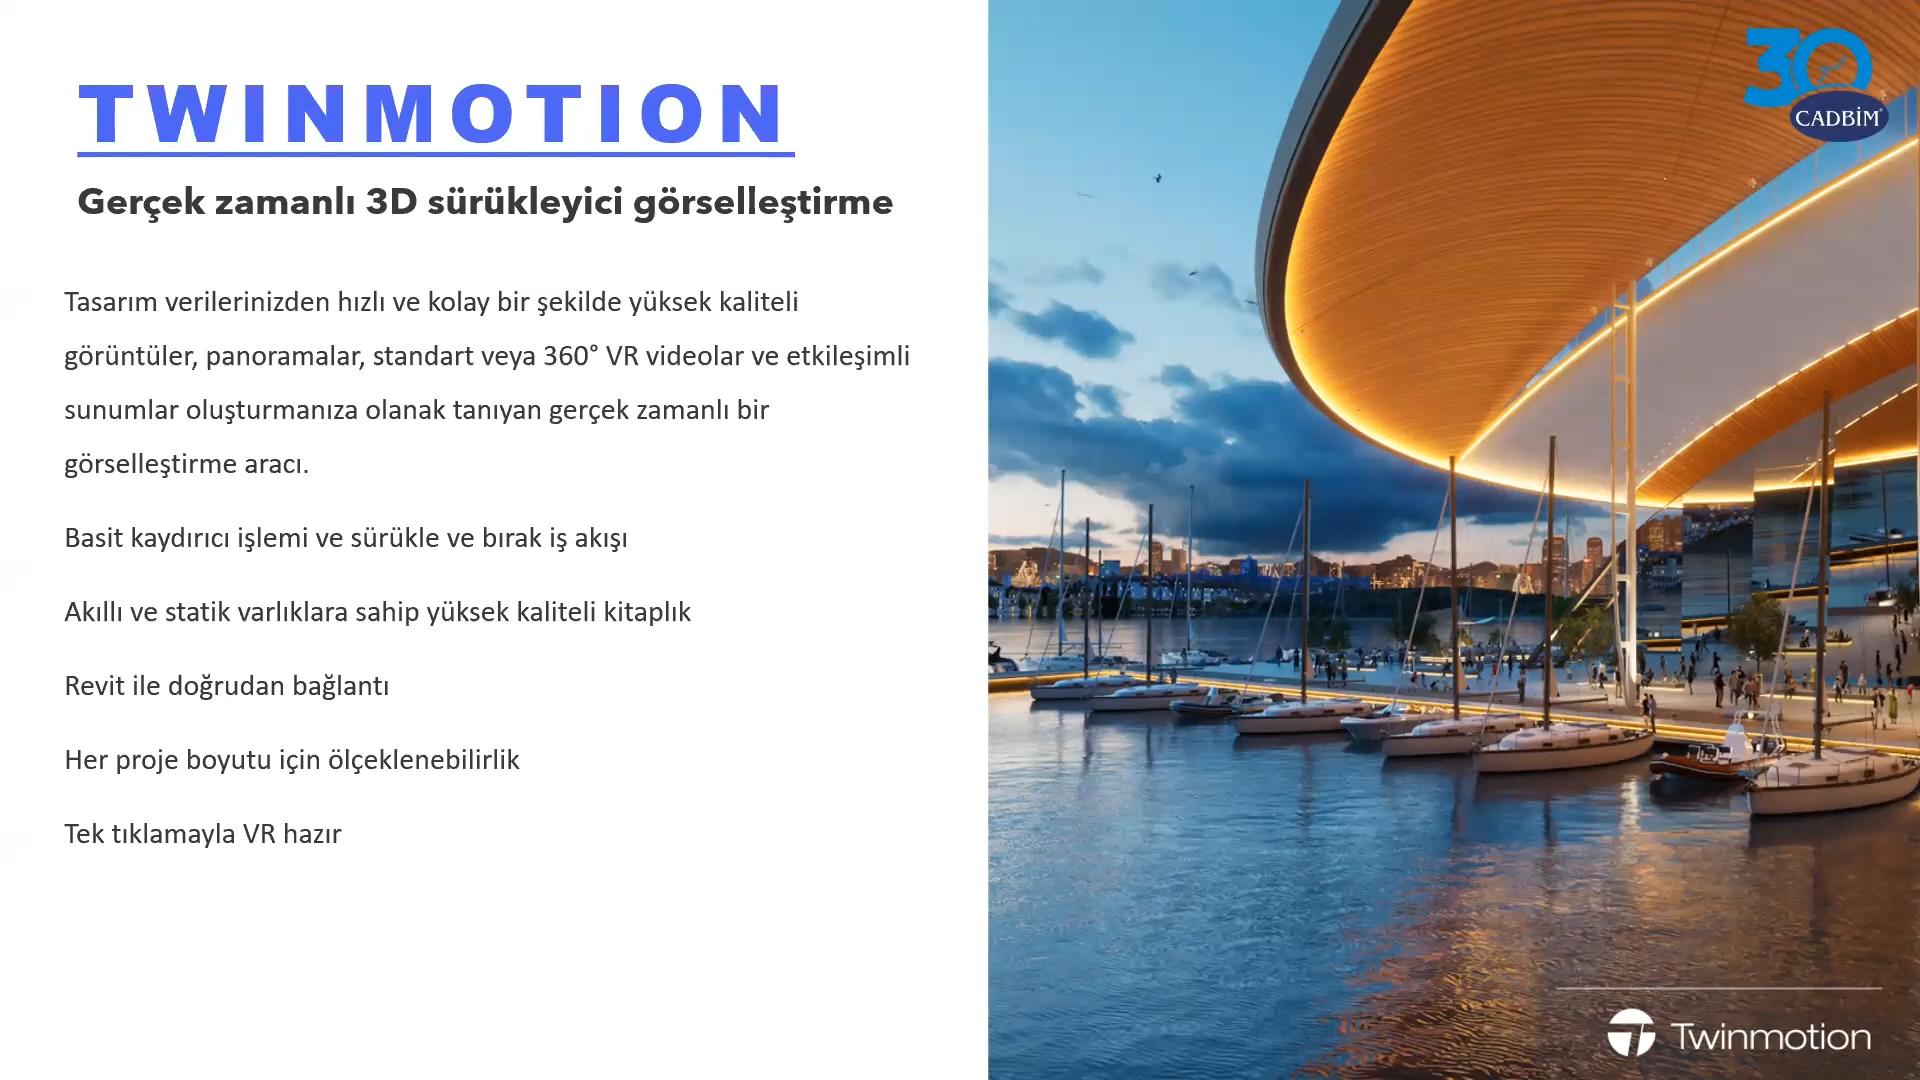 TWINMOTION
Gerçek zamanlı 3D sürükleyici görselleştirme
Tasarım verilerinizden hızlı ve kolay bir şekilde yüksek kaliteli
görüntüler, panoramalar, standart veya 360° VR videolar ve etkileşimli
sunumlar oluşturmanıza olanak tanıyan gerçek zamanlı bir
görselleştirme aracı.
Basit kaydırıcı işlemi ve sürükle ve bırak iş akışı
Akıllı ve statik varlıklara sahip yüksek kaliteli kitaplık
Revit ile doğrudan bağlantı
Her proje boyutu için ölçeklenebilirlik
Tek tıklamayla VR hazır
30
CADBİM
Twinmotion